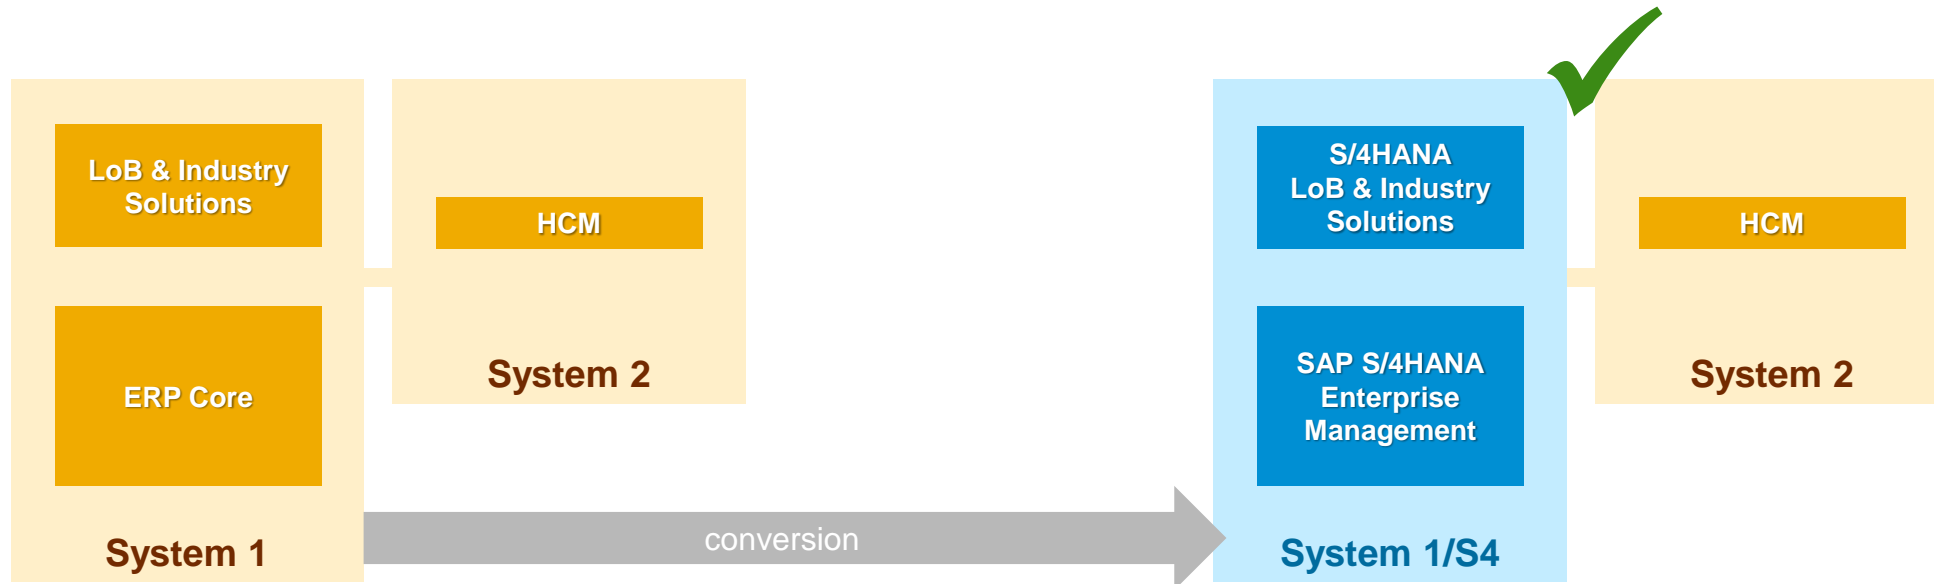 LoB & Industry
Solutions
ERP Core
System 1
HCM
System 2
conversion
S/4HANA
LoB & Industry
Solutions
SAP S/4HANA
Enterprise
Management
System 1/S4
HCM
System 2